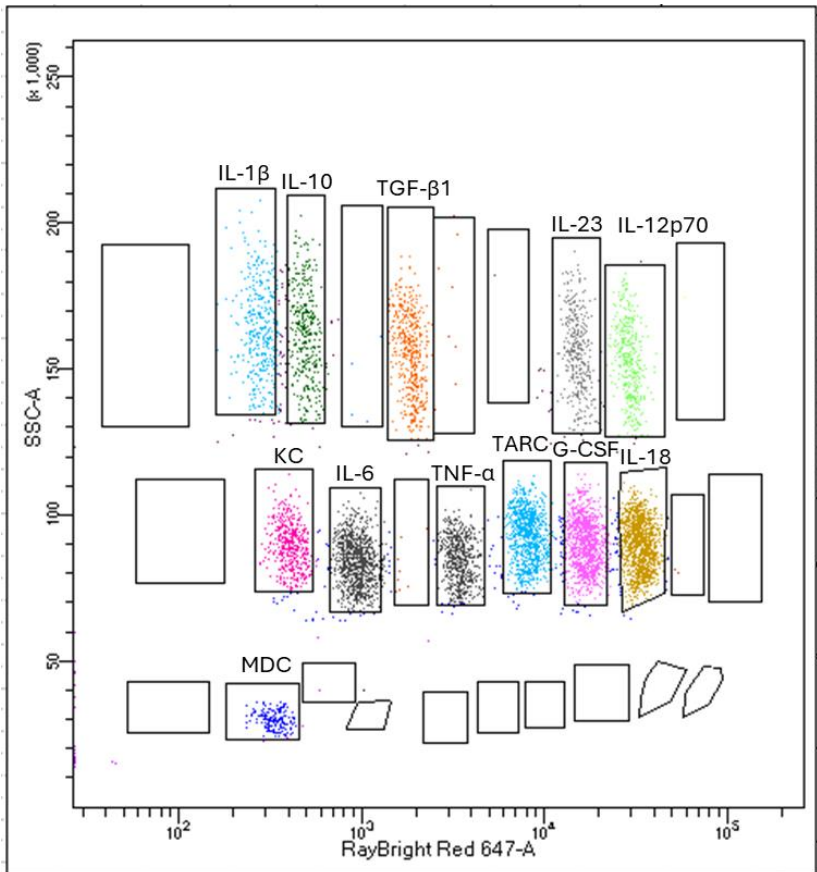 (x 1,000)
250
IL-1β IL-10 TGF-β1
200
IL-23 IL-12p70
150
SSC-A
TARC G-CSF IL-18
KC IL-6 TNF-α
100
50
MDC
10² 10³ 10⁴ 10⁵
RayBright Red 647-A